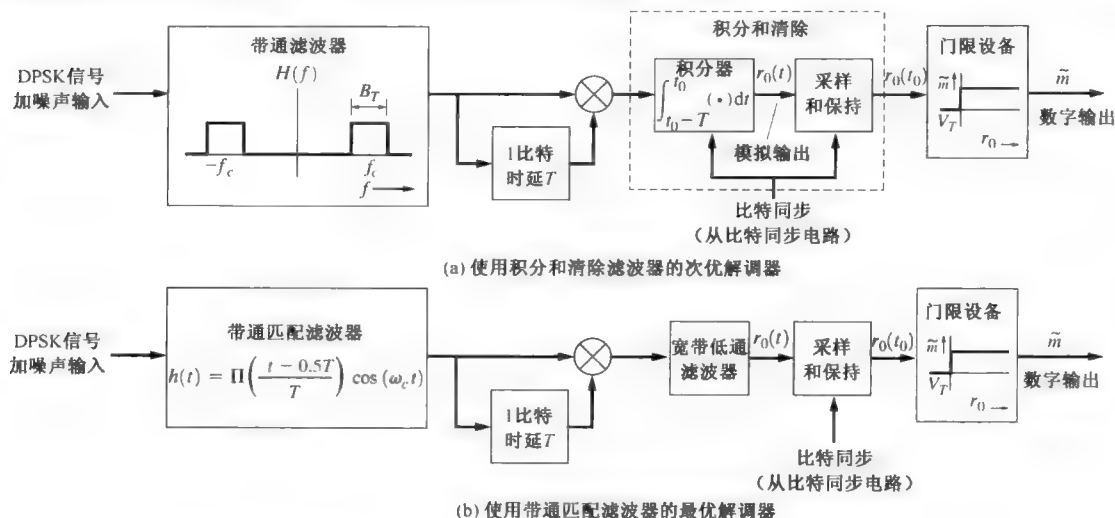 带通滤波器
H(f)
B_T
-f_c
f_c
f
DPSK信号
加噪声输入
1比特
时延T
积分和清除
积分器
∫_{t_0-T}^{t_0} (•)dt
r_0(t)
模拟输出
采样
和保持
r_0(t_0)
比特同步
(从比特同步电路)
门限设备
m̃
V_T
r_0
m̃
数字输出
(a) 使用积分和清除滤波器的次优解调器
DPSK信号
加噪声输入
带通匹配滤波器
h(t) = Π((t - 0.5T)/T) cos (ω_c t)
1比特
时延T
宽带低通
滤波器
r_0(t)
采样
和保持
r_0(t_0)
比特同步
(从比特同步电路)
门限设备
m̃
V_T
r_0
m̃
数字输出
(b) 使用带通匹配滤波器的最优解调器